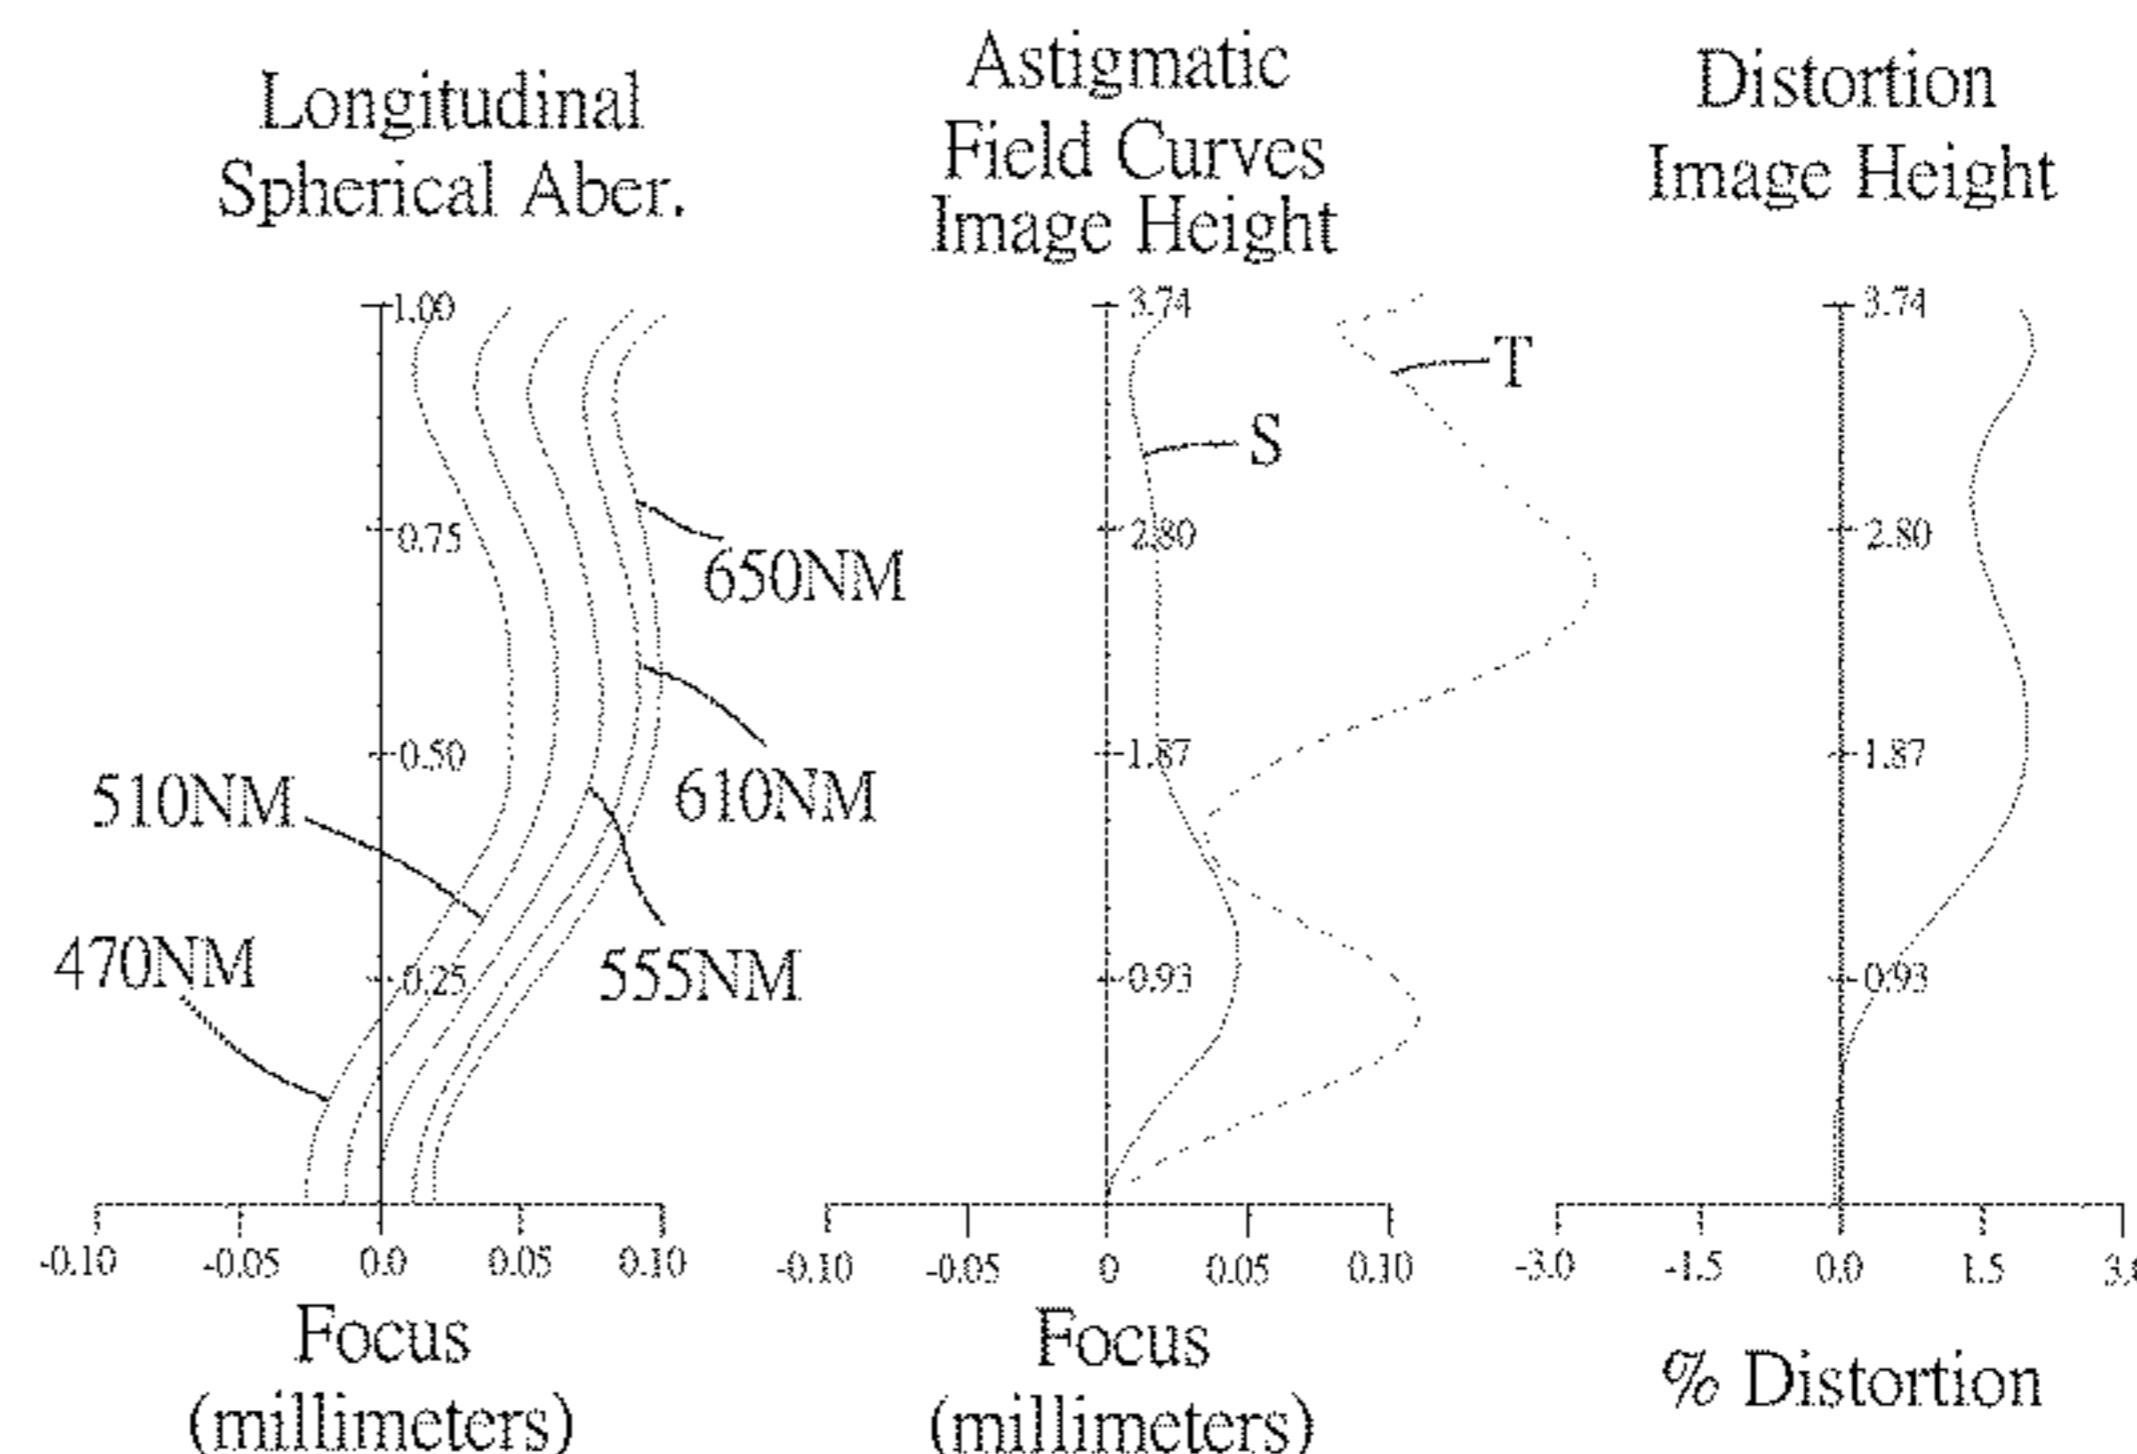 Longitudinal
Spherical Aber.
1.00
0.75
0.50
0.25
650NM
610NM
555NM
510NM
470NM
-0.10 -0.05 0.0 0.05 0.10
Focus
(millimeters)
Astigmatic
Field Curves
Image Height
3.74
2.80
1.87
0.93
T
S
-0.10 -0.05 0 0.05 0.10
Focus
(millimeters)
Distortion
Image Height
3.74
2.80
1.87
0.93
-3.0 -1.5 0.0 1.5
% Distortion